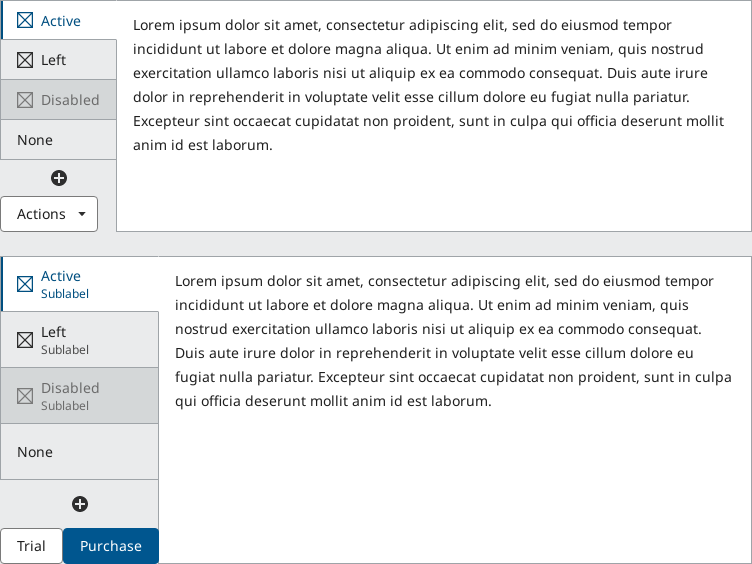 Active
Left
Disabled
None
Actions
Lorem ipsum dolor sit amet, consectetur adipiscing elit, sed do eiusmod tempor
incididunt ut labore et dolore magna aliqua. Ut enim ad minim veniam, quis nostrud
exercitation ullamco laboris nisi ut aliquip ex ea commodo consequat. Duis aute irure
dolor in reprehenderit in voluptate velit esse cillum dolore eu fugiat nulla pariatur.
Excepteur sint occaecat cupidatat non proident, sunt in culpa qui officia deserunt mollit
anim id est laborum.
Active
Sublabel
Left
Sublabel
Disabled
Sublabel
None
Trial
Purchase
Lorem ipsum dolor sit amet, consectetur adipiscing elit, sed do eiusmod tempor
incididunt ut labore et dolore magna aliqua. Ut enim ad minim veniam, quis
nostrud exercitation ullamco laboris nisi ut aliquip ex ea commodo consequat.
Duis aute irure dolor in reprehenderit in voluptate velit esse cillum dolore eu
fugiat nulla pariatur. Excepteur sint occaecat cupidatat non proident, sunt in culpa
qui officia deserunt mollit anim id est laborum.